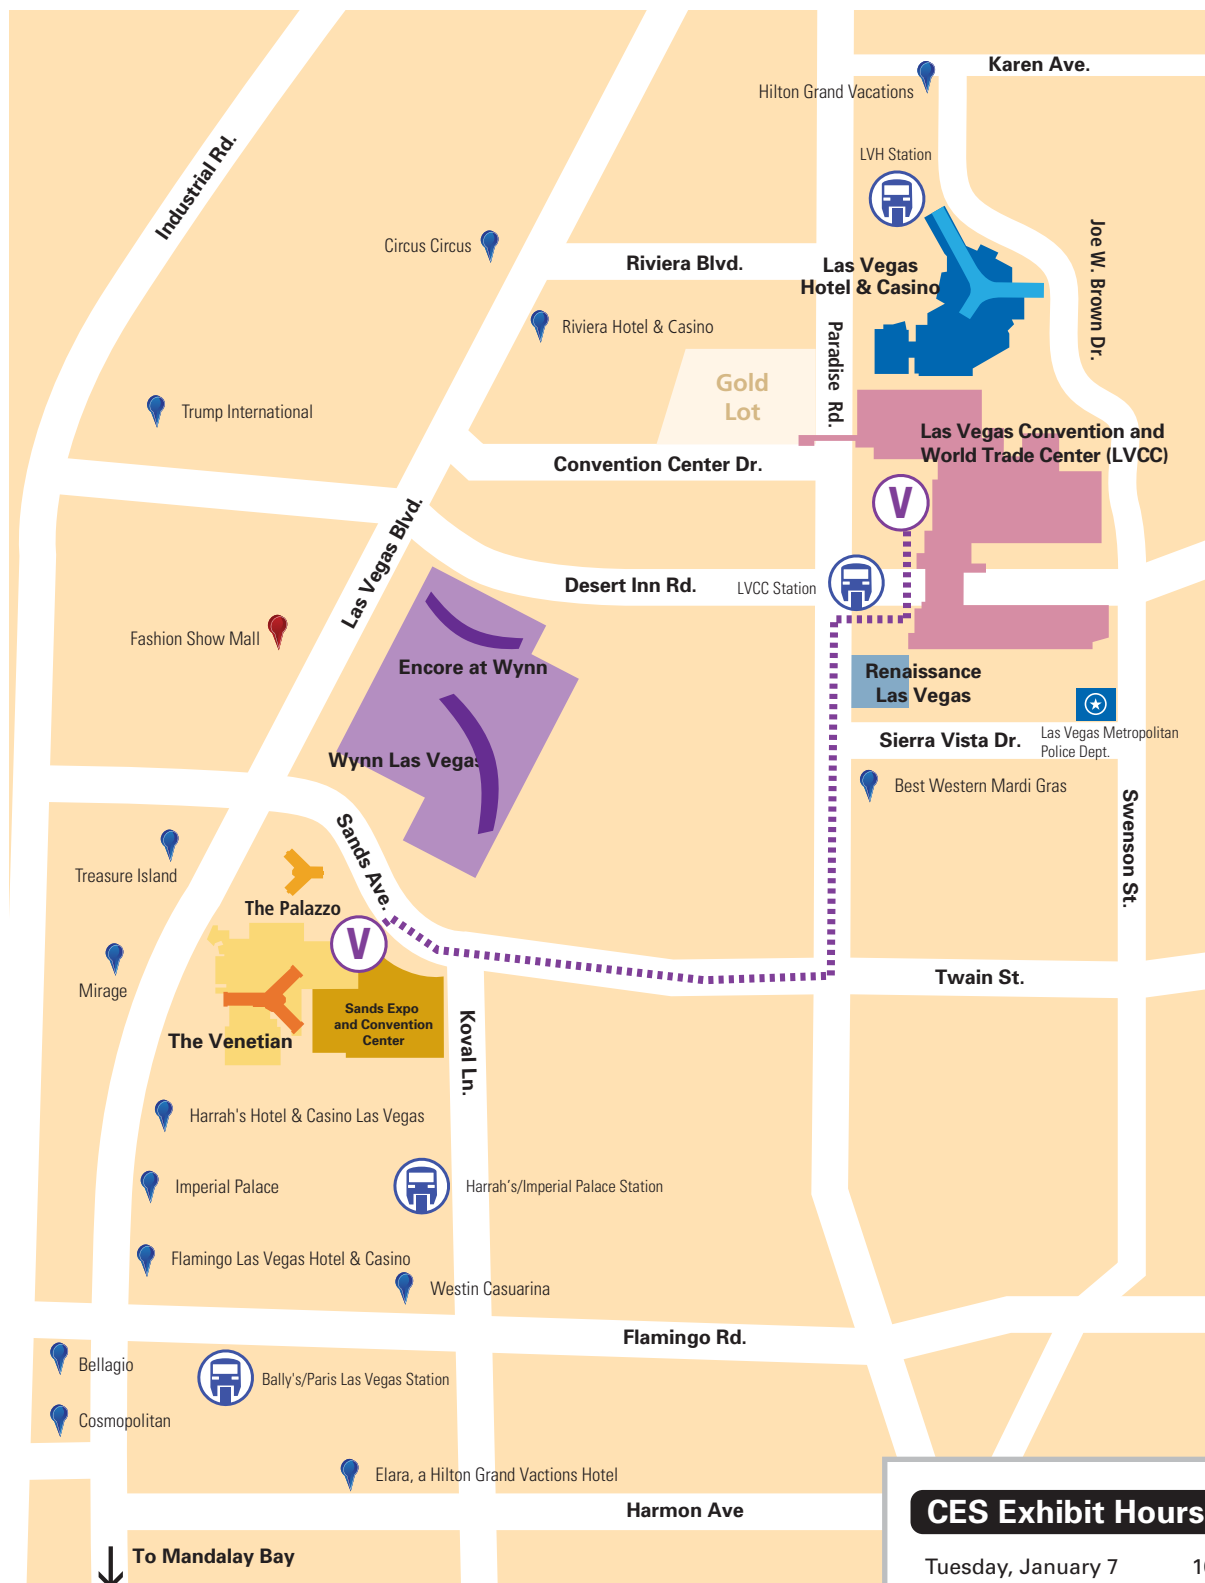 Karen Ave.
Hilton Grand Vacations
LVH Station
Industrial Rd.
Joe W. Brown Dr.
Circus Circus
Riviera Blvd.
Las Vegas
Hotel & Casino
Riviera Hotel & Casino
Paradise Rd.
Gold
Lot
Trump International
Las Vegas Convention and
World Trade Center (LVCC)
Convention Center Dr.
V
Las Vegas Blvd.
Desert Inn Rd.
LVCC Station
Fashion Show Mall
Encore at Wynn
Renaissance
Las Vegas
Wynn Las Vegas
Sierra Vista Dr.
Las Vegas Metropolitan
Police Dept.
Best Western Mardi Gras
Swenson St.
Sands Ave.
Treasure Island
The Palazzo
V
Mirage
Twain St.
Sands Expo
and Convention
Center
The Venetian
Koval Ln.
Harrah's Hotel & Casino Las Vegas
Imperial Palace
Harrah's/Imperial Palace Station
Flamingo Las Vegas Hotel & Casino
Westin Casuarina
Flamingo Rd.
Bellagio
Bally's/Paris Las Vegas Station
Cosmopolitan
Elara, a Hilton Grand Vactions Hotel
Harmon Ave
CES Exhibit Hours
To Mandalay Bay
Tuesday, January 7